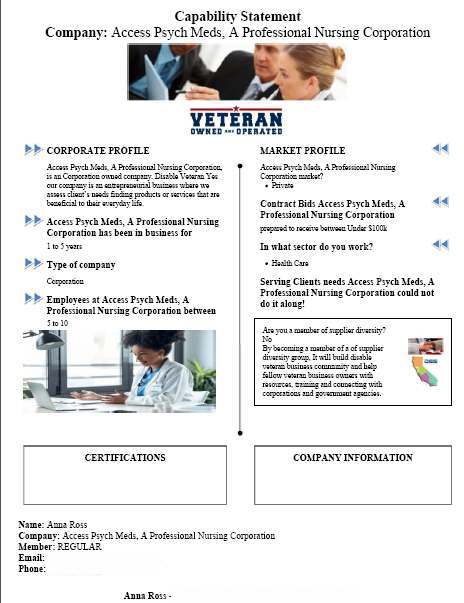 Capability Statement
Company: Access Psych Meds, A Professional Nursing Corporation
VETERAN
OWNED AND OPERATED
CORPORATE PROFILE
Access Psych Meds, A Professional Nursing Corporation,
is an Corporation owned company. Disable Veteran Yes
our company is an entrepreneurial business where we
assess client's needs finding products or services that are
beneficial to their everyday life.
Access Psych Meds, A Professional Nursing
Corporation has been in business for
1 to 5 years
Type of company
Corporation
Employees at Access Psych Meds, A
Professional Nursing Corporation between
5 to 10
MARKET PROFILE
Access Psych Meds, A Professional Nursing
Corporation market?
• Private
Contract Bids Access Psych Meds, A
Professional Nursing Corporation
prepared to receive between Under $100k
In what sector do you work?
• Health Care
Serving Clients needs Access Psych Meds, A
Professional Nursing Corporation could not
do it along!
Are you a member of supplier diversity?
No
By becoming a member of a of supplier
diversity group, It will build disable
veteran business community and help
fellow veteran business owners with
resources, training and connecting with
corporations and government agencies.
CERTIFICATIONS
COMPANY INFORMATION
Name: Anna Ross
Company: Access Psych Meds, A Professional Nursing Corporation
Member: REGULAR
Email:
Phone:
Anna Ross -